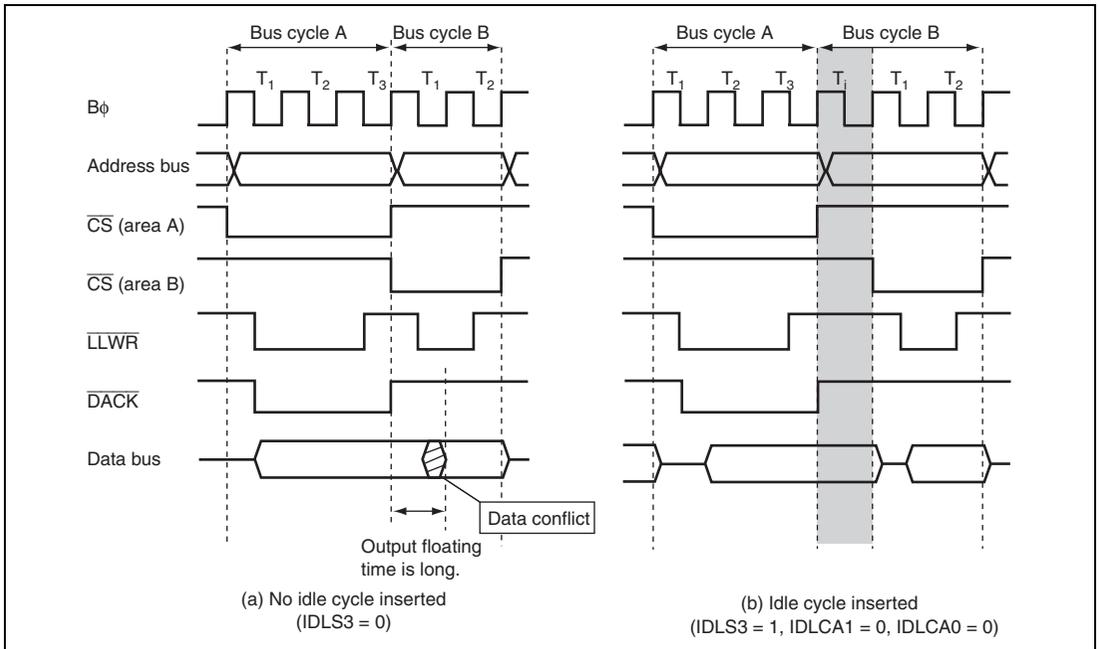 Bus cycle A Bus cycle B Bus cycle A Bus cycle B
T1 T2 T3 T1 T2 T1 T2 T3 Ti T1 T2
Bϕ
Address bus
CS (area A)
CS (area B)
LLWR
DACK
Data bus
Data conflict
Output floating
time is long.
(a) No idle cycle inserted
(IDLS3 = 0)
(b) Idle cycle inserted
(IDLS3 = 1, IDLCA1 = 0, IDLCA0 = 0)